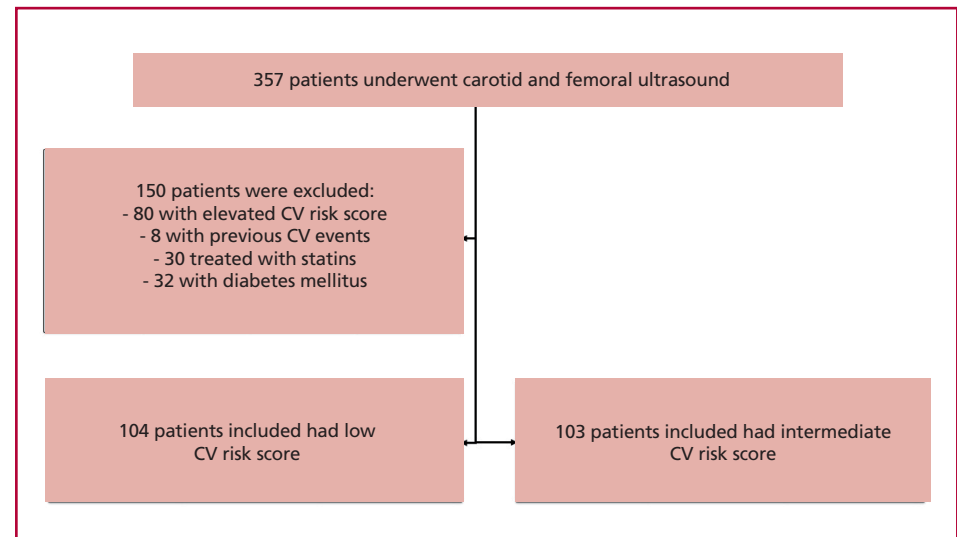 357 patients underwent carotid and femoral ultrasound
150 patients were excluded:
- 80 with elevated CV risk score
- 8 with previous CV events
- 30 treated with statins
- 32 with diabetes mellitus
104 patients included had low
CV risk score
103 patients included had intermediate
CV risk score